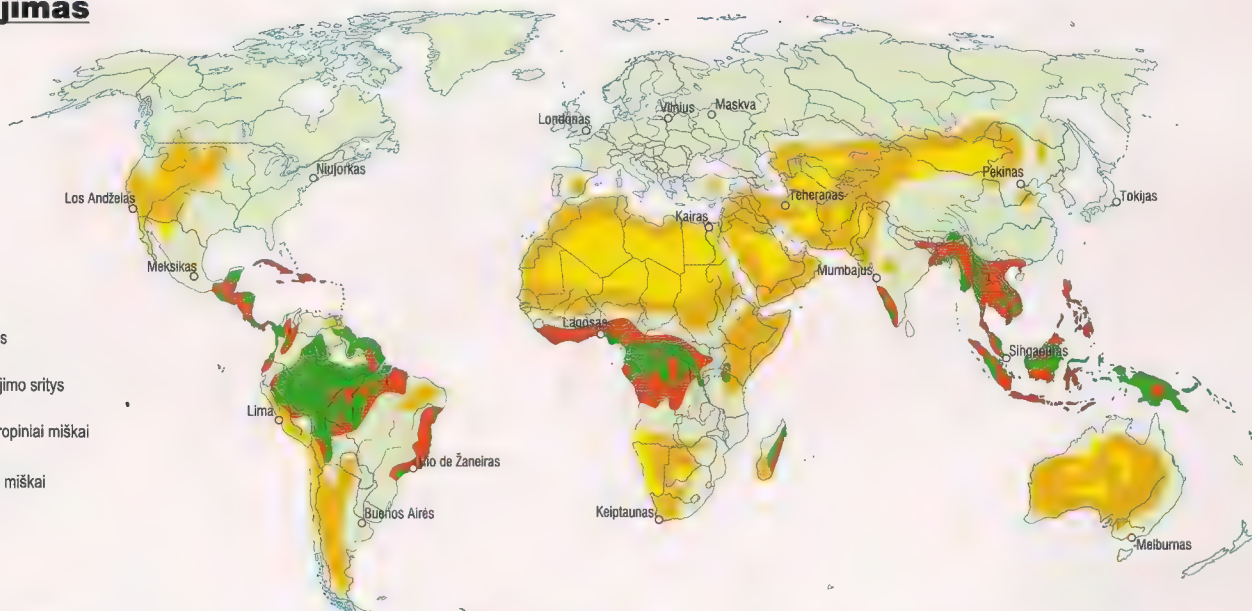 jimas
Vilnius
Maskva
Londonas
Niujorkas
Los Andželas
Pekinas
Teheranas
Tokijas
Kairas
Meksikas
Mumbajus
Lagosas
Singapūras
s
jimo sritys
Lima
ropiniai miškai
Rio de Žaneiras
miškai
Buenos Airės
Keiptaunas
Melburnas